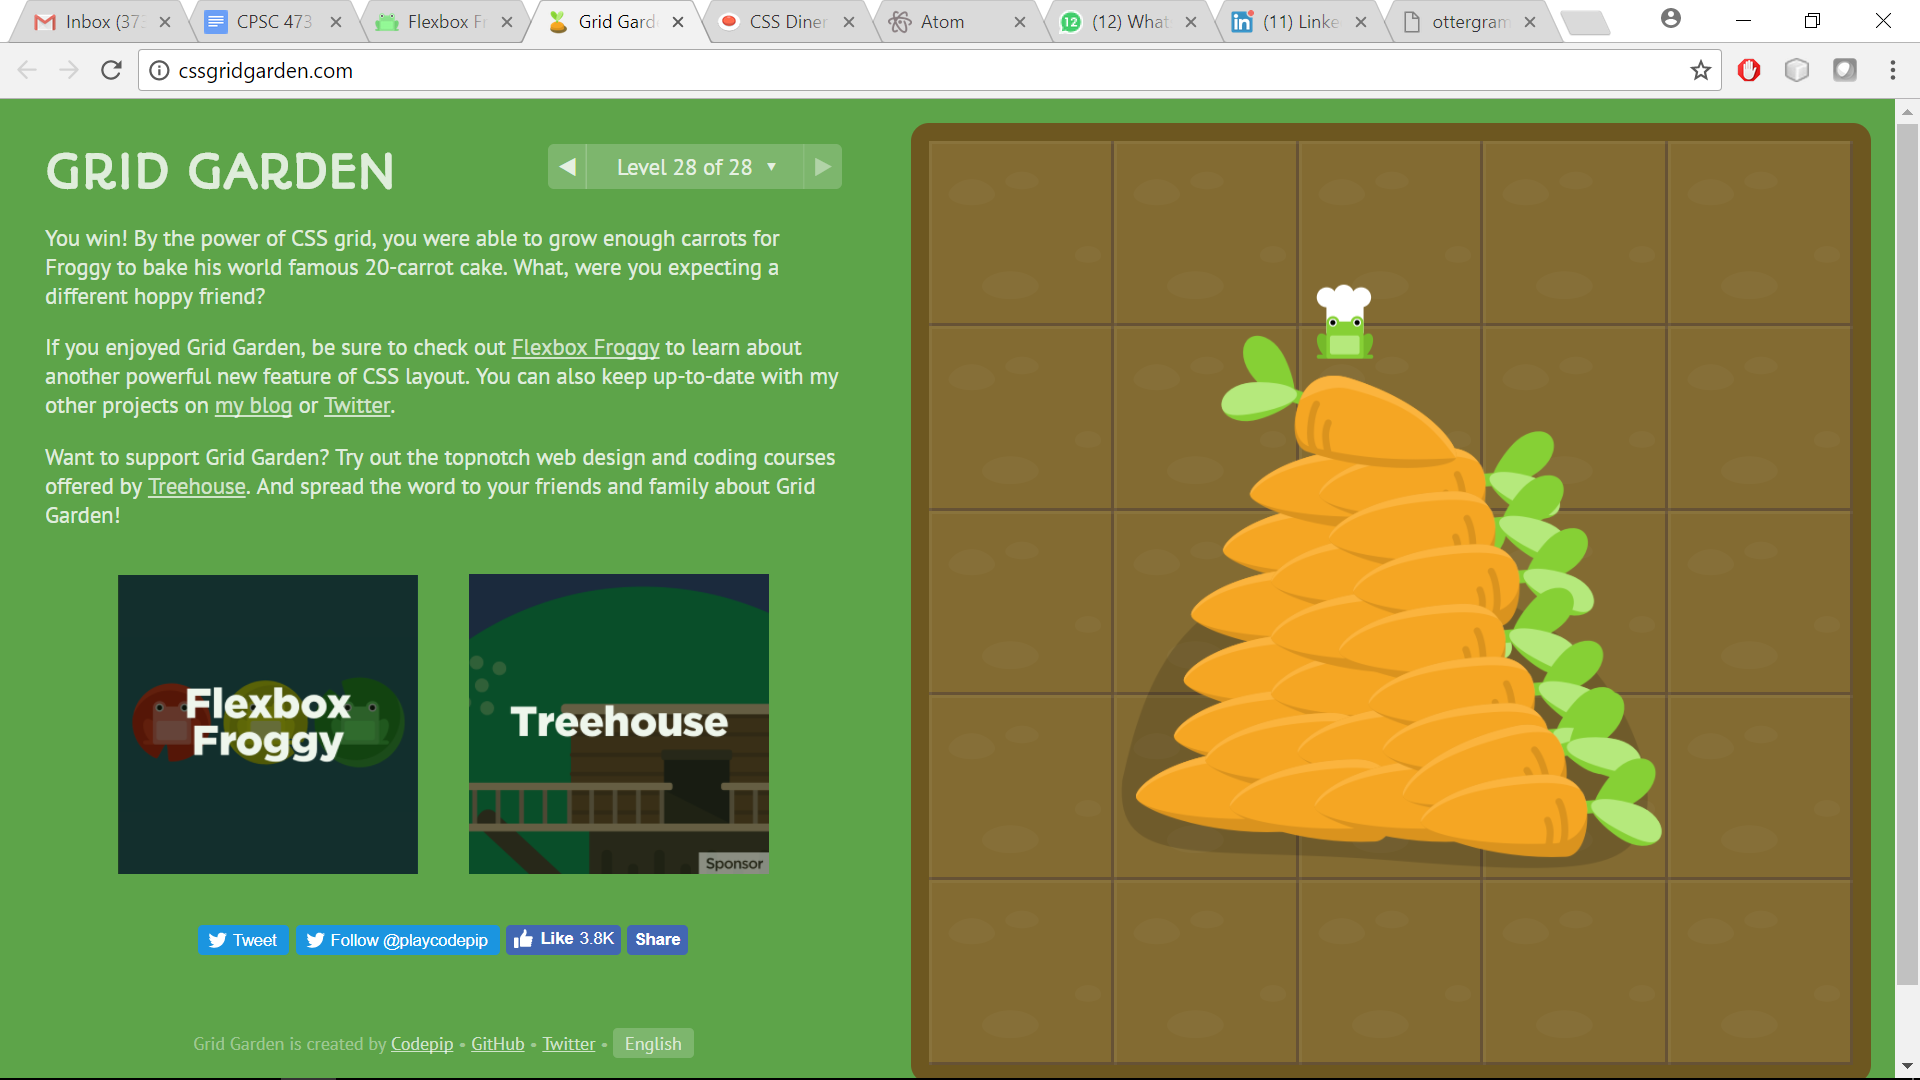 Inbox (373
CPSC 473
Flexbox Fr
Grid Gard
CSS Diner
Atom
(12) What
(11) Linke
ottergram
cssgridgarden.com
GRID GARDEN
Level 28 of 28
You win! By the power of CSS grid, you were able to grow enough carrots for
Froggy to bake his world famous 20-carrot cake. What, were you expecting a
different hoppy friend?
If you enjoyed Grid Garden, be sure to check out Flexbox Froggy to learn about
another powerful new feature of CSS layout. You can also keep up-to-date with my
other projects on my blog or Twitter.
Want to support Grid Garden? Try out the topnotch web design and coding courses
offered by Treehouse. And spread the word to your friends and family about Grid
Garden!
Flexbox
Froggy
Treehouse
Sponsor
Tweet
Follow @playcodepip
Like 3.8K
Share
Grid Garden is created by Codepip • GitHub • Twitter • English